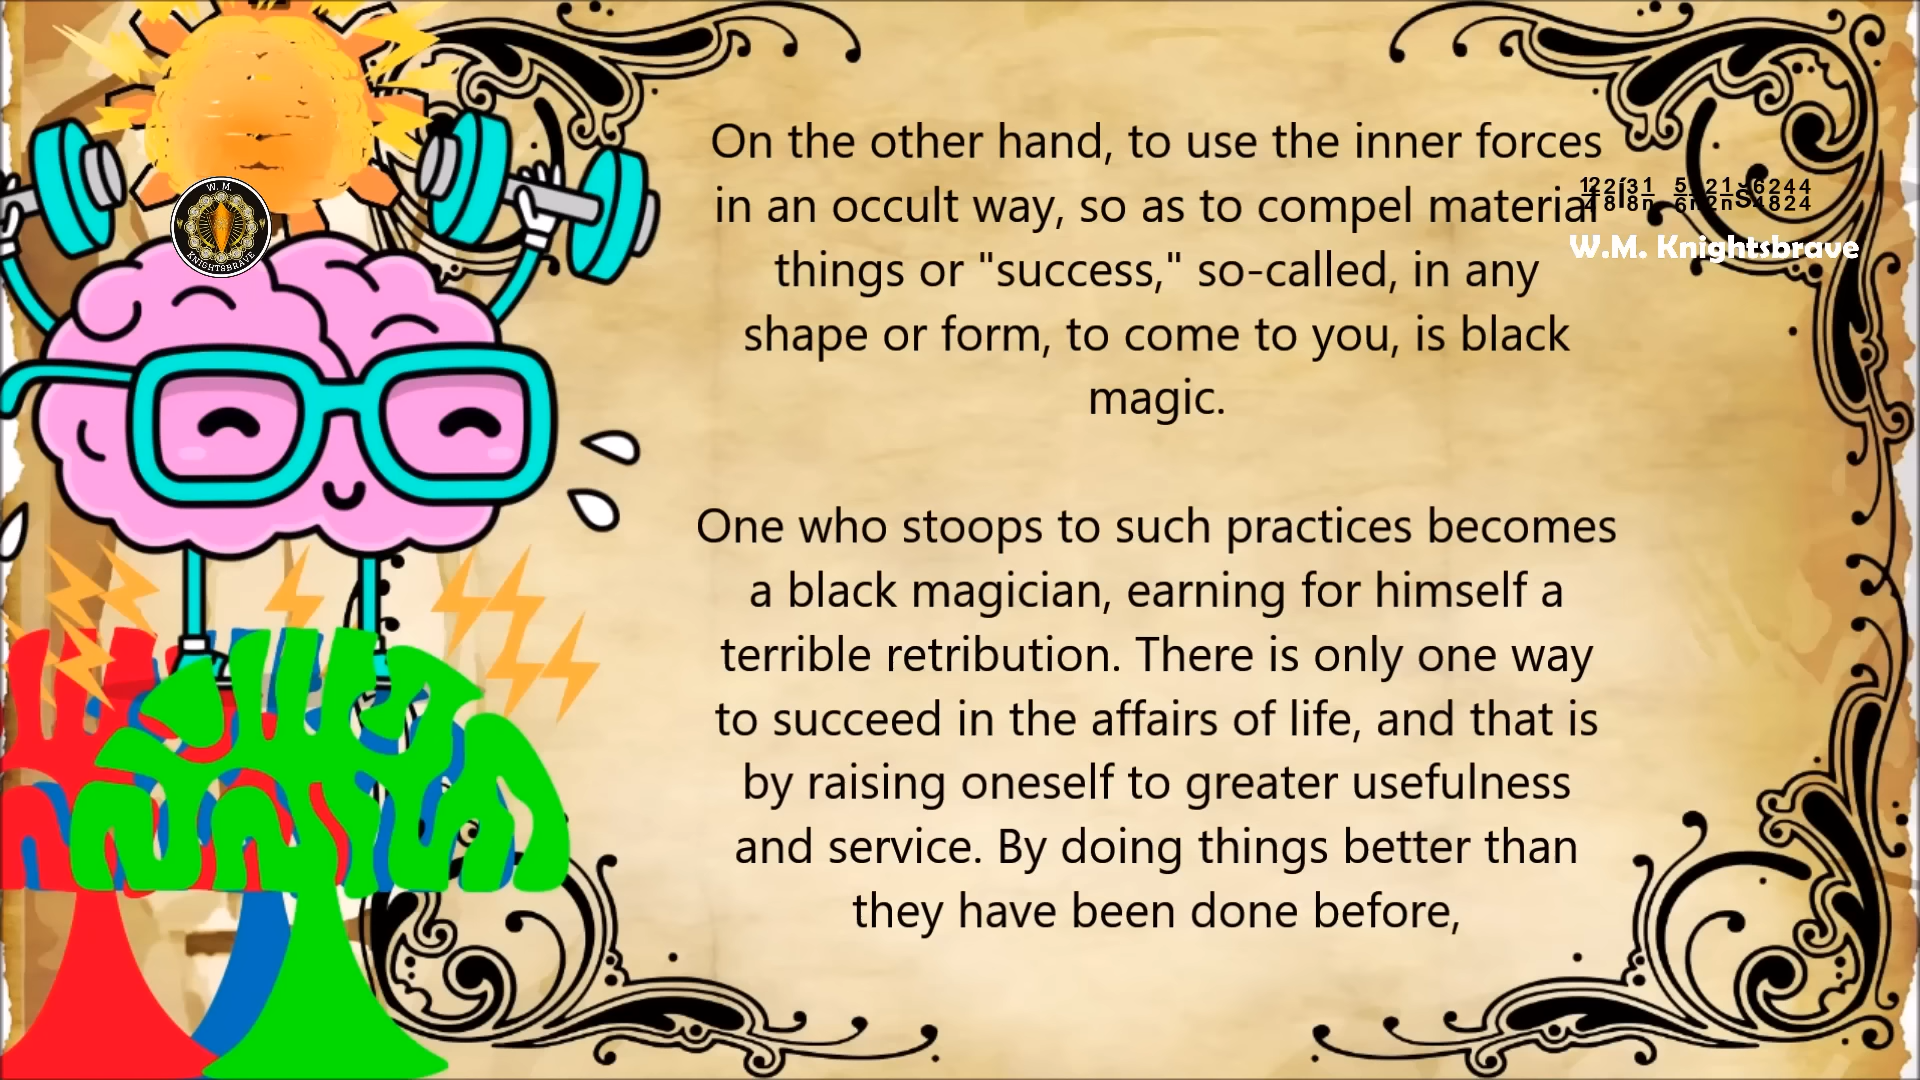 On the other hand, to use the inner forces
in an occult way, so as to compel material
things or "success," so-called, in any
shape or form, to come to you, is black
magic.
One who stoops to such practices becomes
a black magician, earning for himself a
terrible retribution. There is only one way
to succeed in the affairs of life, and that is
by raising oneself to greater usefulness
and service. By doing things better than
they have been done before,
W.M. Knightsbrave
W. M.
KNIGHTSBRAVE